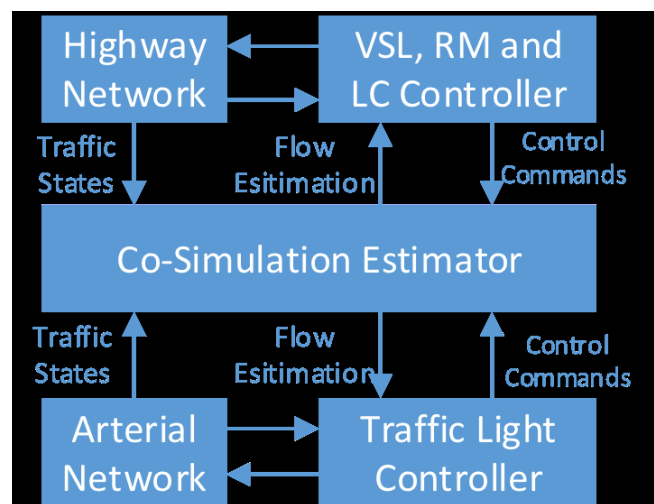 Highway
Network
VSL, RM and
LC Controller
Traffic
States
Flow
Esitimation
Control
Commands
Co-Simulation Estimator
Traffic
States
Flow
Esitimation
Control
Commands
Arterial
Network
Traffic Light
Controller